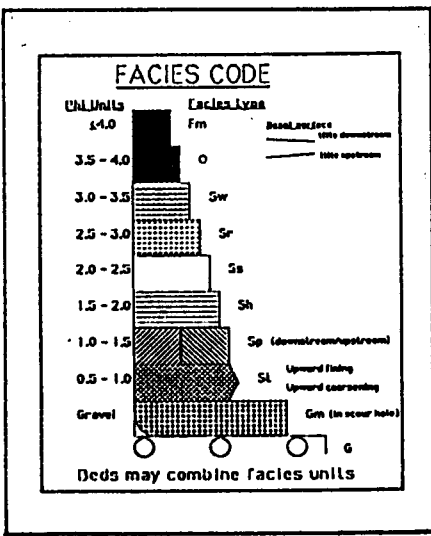 FACIES CODE
Phi Units Facies type
≤4.0 Fm Basal surface
tilts downstream
3.5 - 4.0 O tilts upstream
3.0 - 3.5 Sw
2.5 - 3.0 Sr
2.0 - 2.5 Ss
1.5 - 2.0 Sh
1.0 - 1.5 Sp (downstream/upstream)
0.5 - 1.0 St Upward fining
Upward coarsening
Gravel Gm (in scour hole)
G
Beds may combine facies units